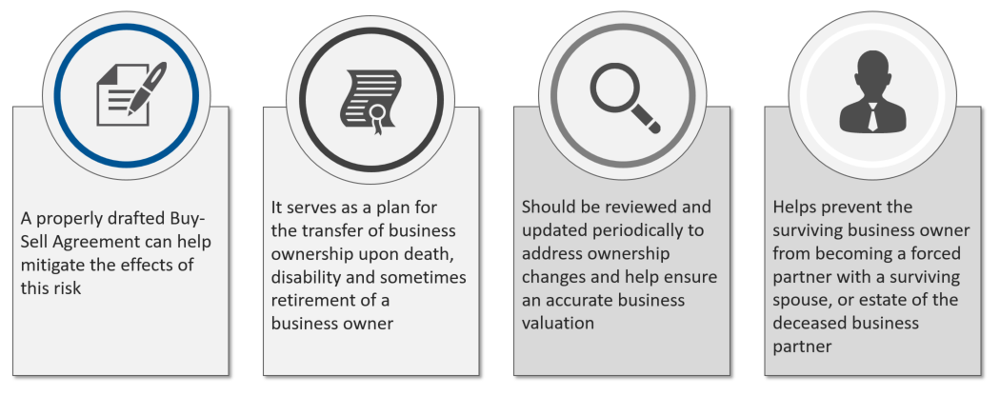 A properly drafted Buy-
Sell Agreement can help
mitigate the effects of
this risk
It serves as a plan for
the transfer of business
ownership upon death,
disability and sometimes
retirement of a
business owner
Should be reviewed and
updated periodically to
address ownership
changes and help ensure
an accurate business
valuation
Helps prevent the
surviving business owner
from becoming a forced
partner with a surviving
spouse, or estate of the
deceased business
partner